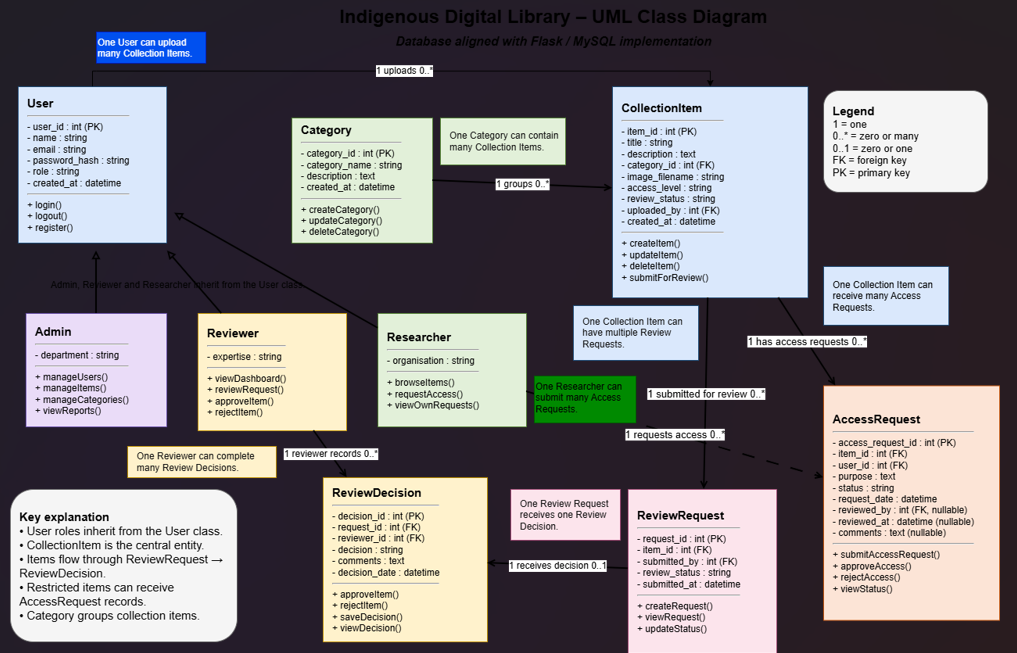 Indigenous Digital Library – UML Class Diagram
Database aligned with Flask / MySQL implementation
One User can upload
many Collection Items.
1 uploads 0..*
User
- user_id : int (PK)
- name : string
- email : string
- password_hash : string
- role : string
- created_at : datetime
+ login()
+ logout()
+ register()
Category
- category_id : int (PK)
- category_name : string
- description : text
- created_at : datetime
+ createCategory()
+ updateCategory()
+ deleteCategory()
One Category can contain
many Collection Items.
1 groups 0..*
CollectionItem
- item_id : int (PK)
- title : string
- description : text
- category_id : int (FK)
- image_filename : string
- access_level : string
- review_status : string
- uploaded_by : int (FK)
- created_at : datetime
+ createItem()
+ updateItem()
+ deleteItem()
+ submitForReview()
Legend
1 = one
0..* = zero or many
0..1 = zero or one
FK = foreign key
PK = primary key
Admin, Reviewer and Researcher inherit from the User class.
Admin
- department : string
+ manageUsers()
+ manageItems()
+ manageCategories()
+ viewReports()
Reviewer
- expertise : string
+ viewDashboard()
+ reviewRequest()
+ approveItem()
+ rejectItem()
Researcher
- organisation : string
+ browseItems()
+ requestAccess()
+ viewOwnRequests()
One Collection Item can
have multiple Review
Requests.
One Collection Item can
receive many Access
Requests.
1 has access requests 0..*
One Researcher can
submit many Access
Requests.
1 submitted for review 0..*
1 requests access 0..*
One Reviewer can complete
many Review Decisions.
1 reviewer records 0..*
AccessRequest
- access_request_id : int (PK)
- item_id : int (FK)
- user_id : int (FK)
- purpose : text
- status : string
- request_date : datetime
- reviewed_by : int (FK, nullable)
- reviewed_at : datetime (nullable)
- comments : text (nullable)
+ submitAccessRequest()
+ approveAccess()
+ rejectAccess()
+ viewStatus()
Key explanation
• User roles inherit from the User class.
• CollectionItem is the central entity.
• Items flow through ReviewRequest →
ReviewDecision.
• Restricted items can receive
AccessRequest records.
• Category groups collection items.
ReviewDecision
- decision_id : int (PK)
- request_id : int (FK)
- reviewer_id : int (FK)
- decision : string
- comments : text
- decision_date : datetime
+ approveItem()
+ rejectItem()
+ saveDecision()
+ viewDecision()
One Review Request
receives one Review
Decision.
1 receives decision 0..1
ReviewRequest
- request_id : int (PK)
- item_id : int (FK)
- submitted_by : int (FK)
- review_status : string
- submitted_at : datetime
+ createRequest()
+ viewRequest()
+ updateStatus()